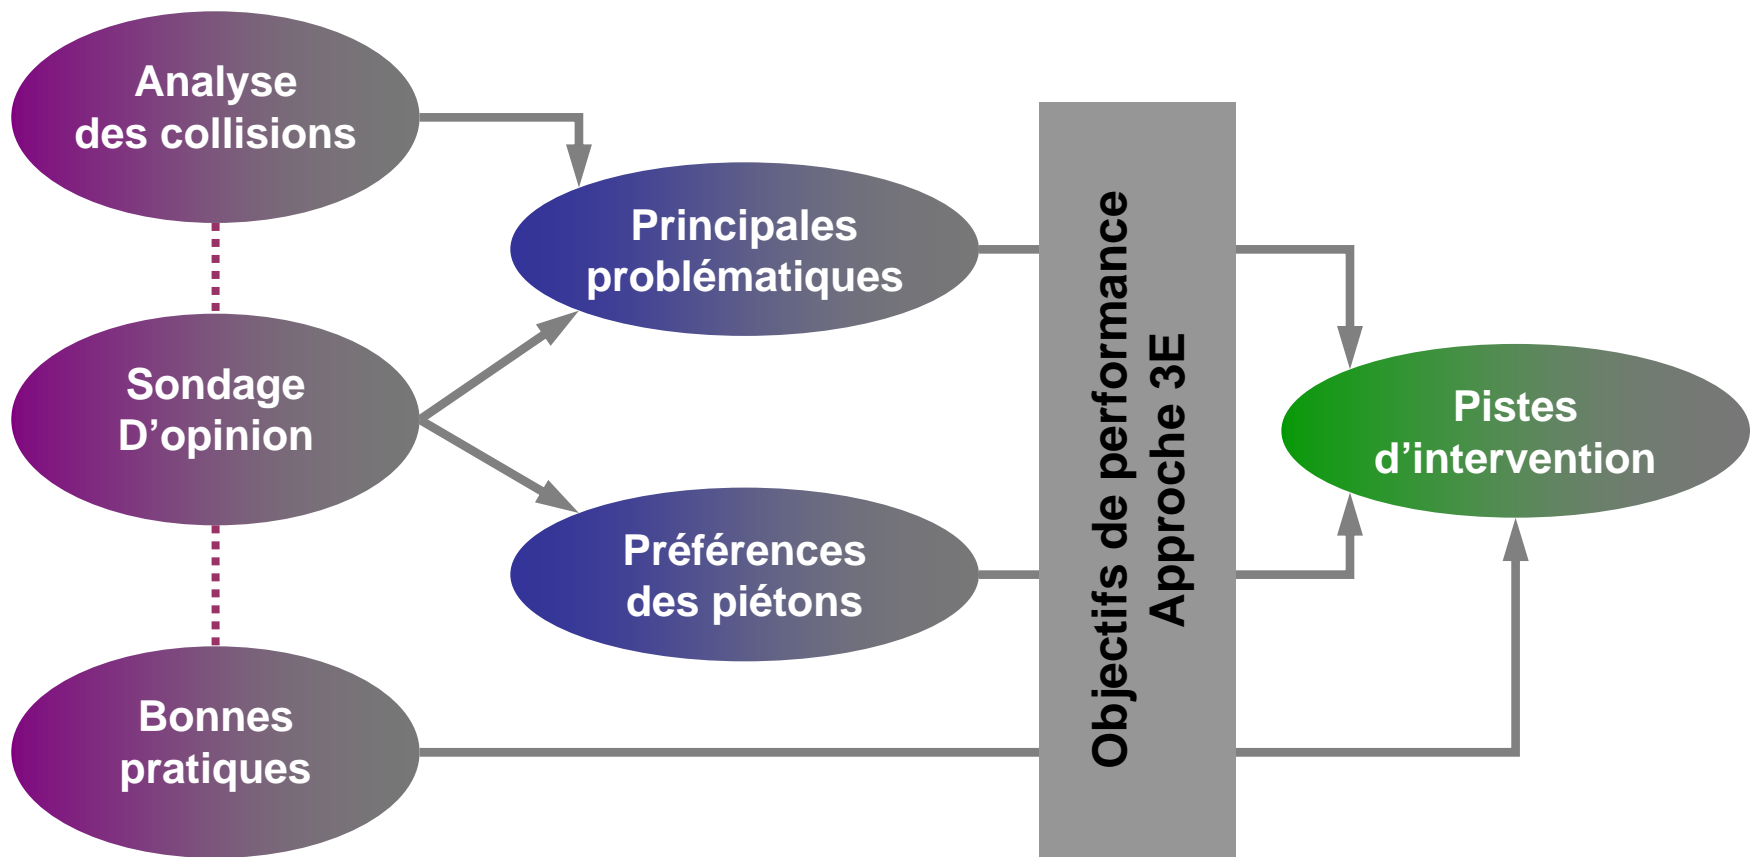 Analyse
des collisions
Principales
problématiques
Sondage
D’opinion
Préférences
des piétons
Bonnes
pratiques
Objectifs de performance
Approche 3E
Pistes
d’intervention